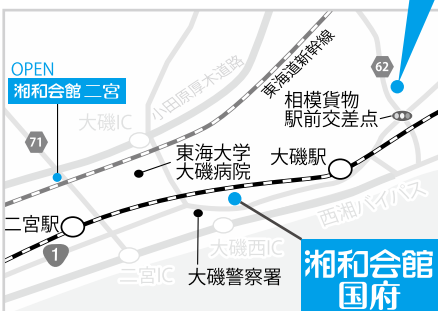 OPEN
湘和会館 二宮
小田原厚木道路
東海道新幹線
62
相模貨物
駅前交差点
大磯IC
71
東海大学
大磯病院
大磯駅
西湘バイパス
二宮駅
1
大磯西IC
二宮IC
大磯警察署
湘和会館
国府